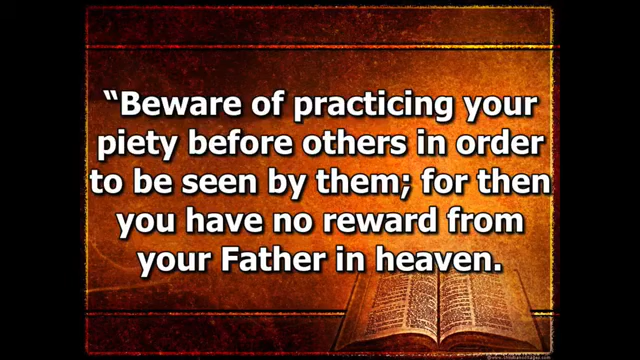 “Beware of practicing your
piety before others in order
to be seen by them; for then
you have no reward from
your Father in heaven.